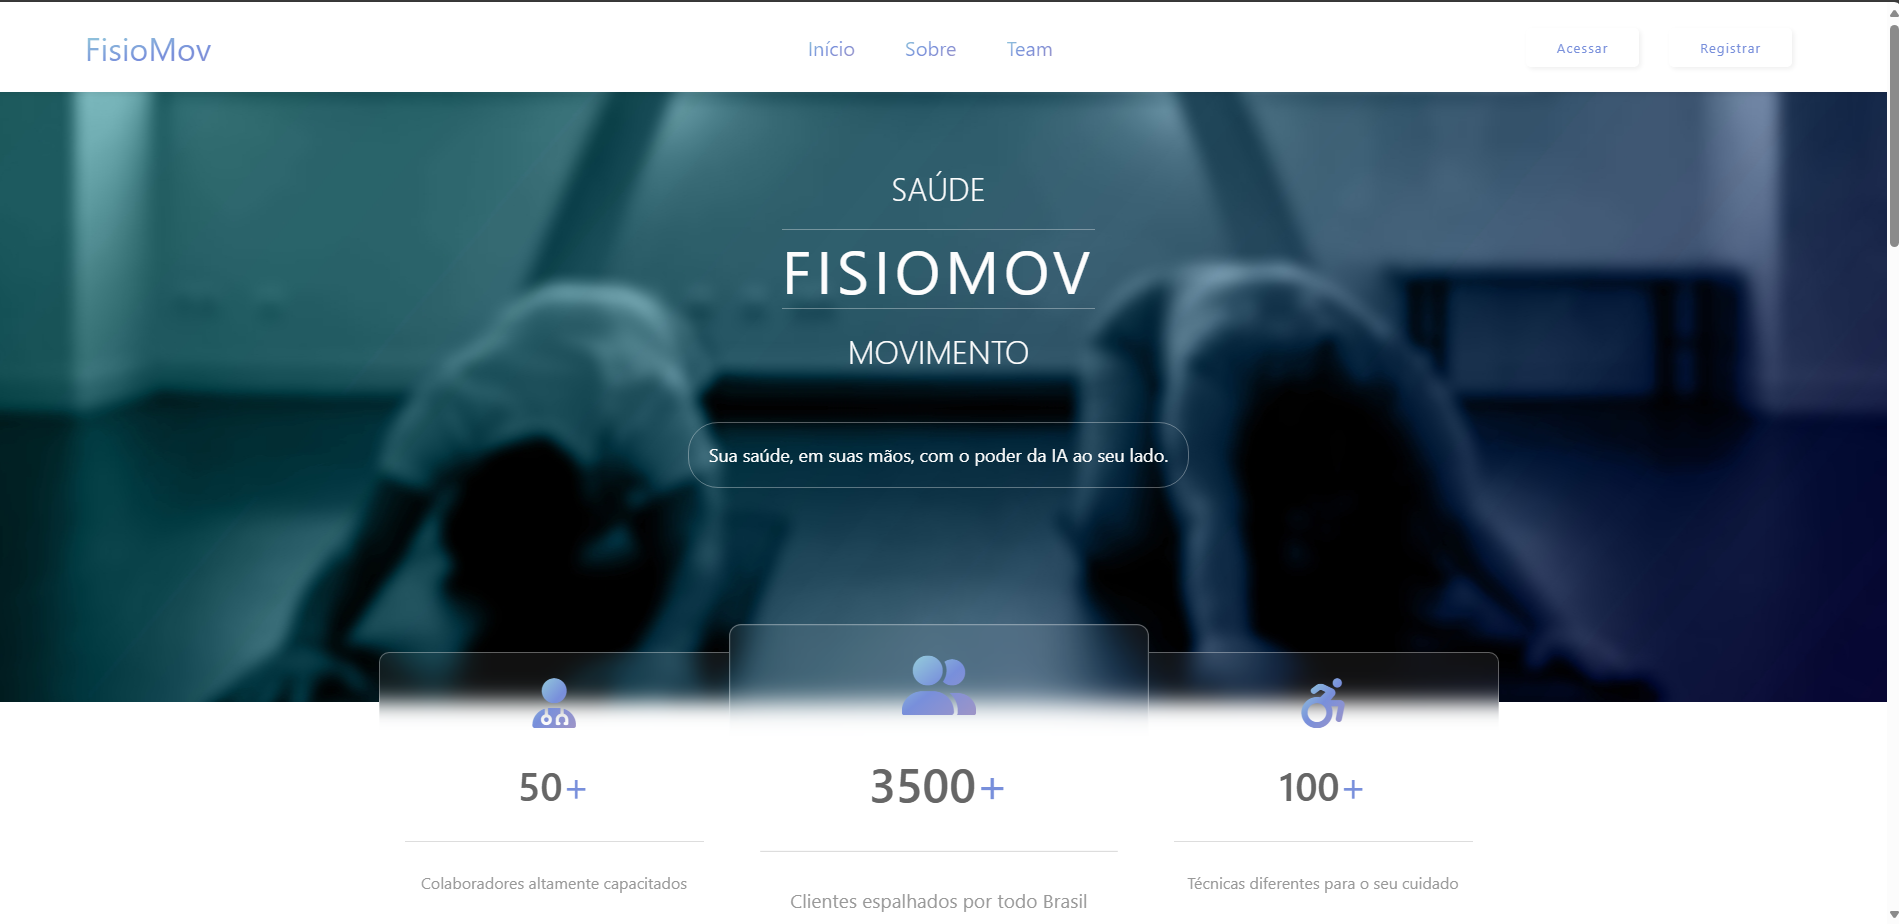 FisioMov
Início Sobre Team
Acessar Registrar
SAÚDE
FISIOMOV
MOVIMENTO
Sua saúde, em suas mãos, com o poder da IA ao seu lado.
50+
3500+
100+
Colaboradores altamente capacitados
Clientes espalhados por todo Brasil
Técnicas diferentes para o seu cuidado